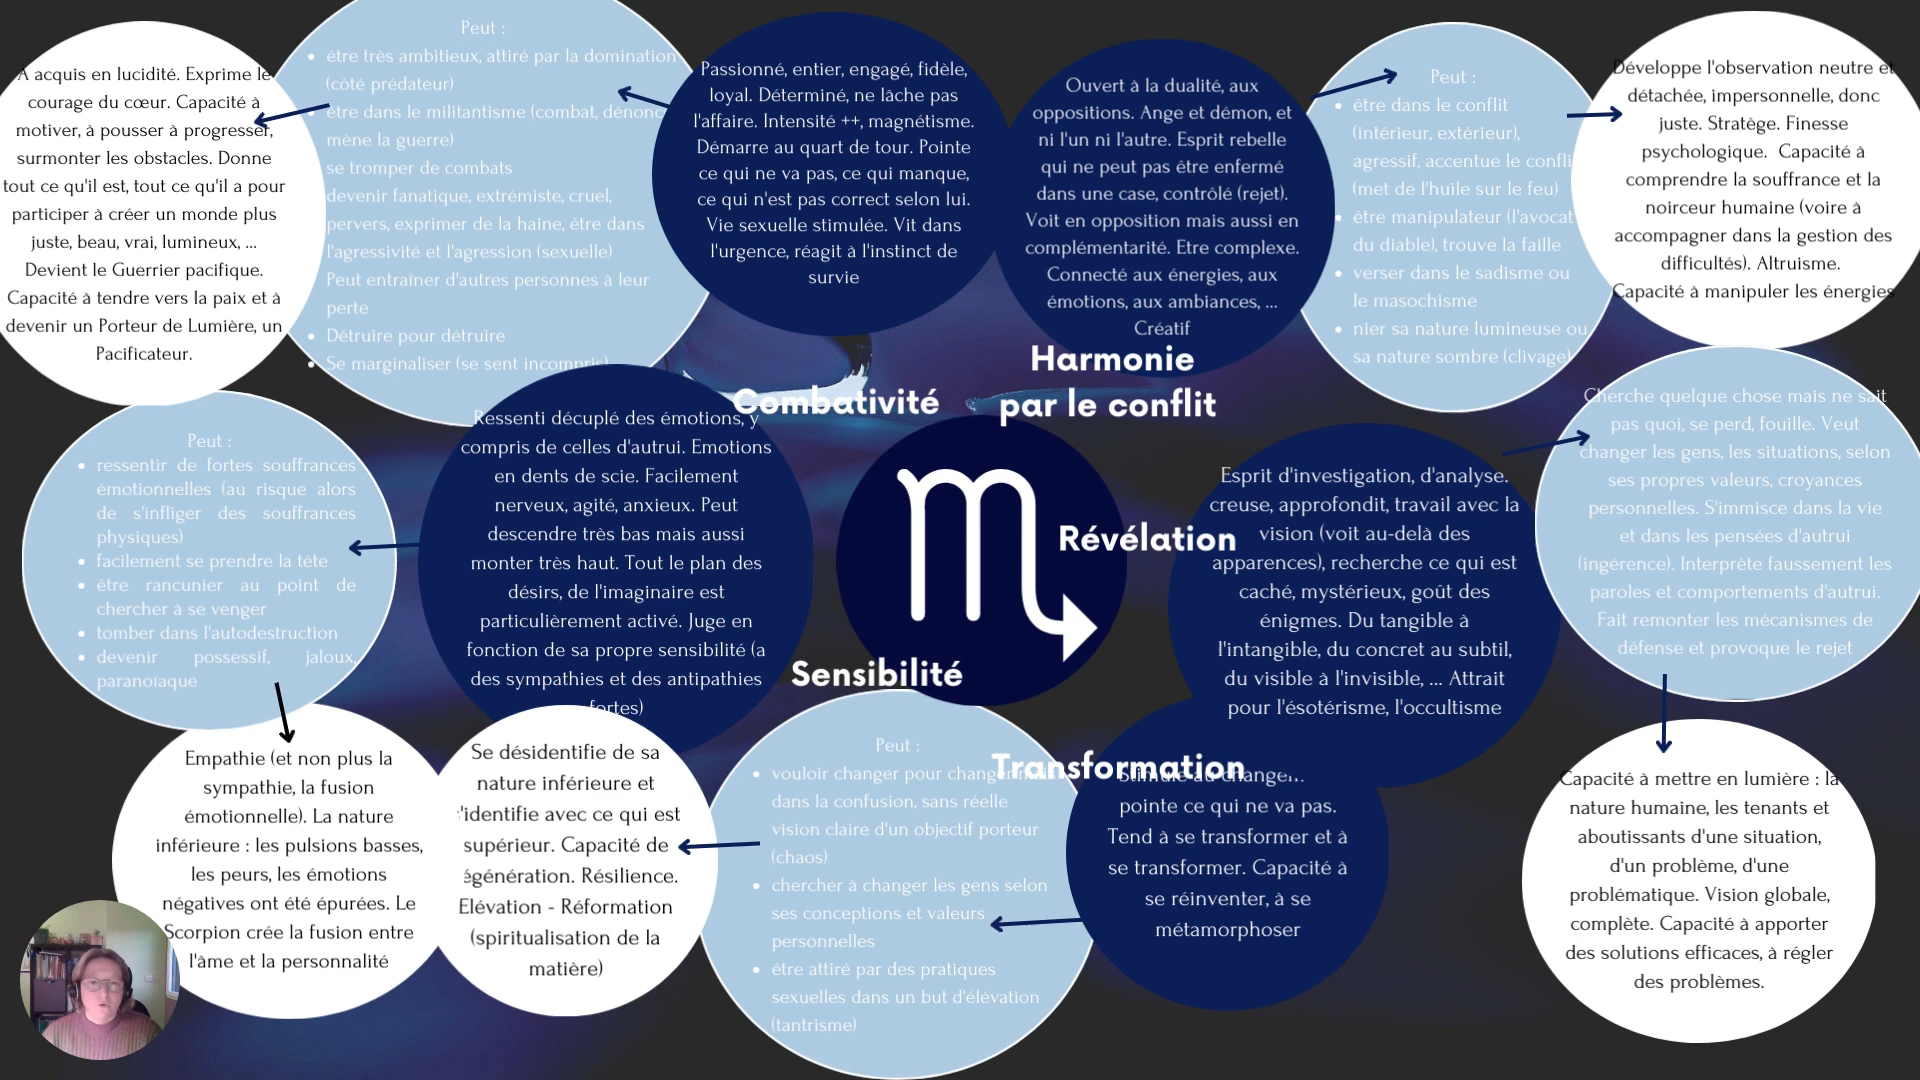 A acquis en lucidité. Exprime le
courage du cœur. Capacité à
motiver, à pousser à progresser,
surmonter les obstacles. Donne
tout ce qu'il est, tout ce qu'il a pour
participer à créer un monde plus
juste, beau, vrai, lumineux, ...
Devient le Guerrier pacifique.
Capacité à tendre vers la paix et à
devenir un Porteur de Lumière, un
Pacificateur.
Peut :
• être très ambitieux, attiré par la domination
(côté prédateur)
• être dans le militantisme (combat, dénonc
mène la guerre)
se tromper de combats
devenir fanatique, extrémiste, cruel,
pervers, exprimer de la haine, être dans
l'agressivité et l'agression (sexuelle)
Peut entraîner d'autres personnes à leur
perte
• Détruire pour détruire
• Se marginaliser (se sent incompris)
Passionné, entier, engagé, fidèle,
loyal. Déterminé, ne lâche pas
l'affaire. Intensité ++, magnétisme.
Démarre au quart de tour. Pointe
ce qui ne va pas, ce qui manque,
ce qui n'est pas correct selon lui.
Vie sexuelle stimulée. Vit dans
l'urgence, réagit à l'instinct de
survie
Combativité
Ouvert à la dualité, aux
oppositions. Ange et démon, et
ni l'un ni l'autre. Esprit rebelle
qui ne peut pas être enfermé
dans une case, contrôlé (rejet).
Voit en opposition mais aussi en
complémentarité. Etre complexe.
Connecté aux énergies, aux
émotions, aux ambiances, ...
Créatif
Harmonie
par le conflit
Peut :
• être dans le conflit
(intérieur, extérieur),
agressif, accentue le confli
(met de l'huile sur le feu)
• être manipulateur (l'avocat
du diable), trouve la faille
• verser dans le sadisme ou
le masochisme
• nier sa nature lumineuse ou
sa nature sombre (clivage)
Développe l'observation neutre et
détachée, impersonnelle, donc
juste. Stratège. Finesse
psychologique. Capacité à
comprendre la souffrance et la
noirceur humaine (voire à
accompagner dans la gestion des
difficultés). Altruisme.
Capacité à manipuler les énergies
Peut :
• ressentir de fortes souffrances
émotionnelles (au risque alors
de s'infliger des souffrances
physiques)
• facilement se prendre la tête
• être rancunier au point de
chercher à se venger
• tomber dans l'autodestruction
• devenir possessif, jaloux,
paranoïaque
Ressenti décuplé des émotions, y
compris de celles d'autrui. Emotions
en dents de scie. Facilement
nerveux, agité, anxieux. Peut
descendre très bas mais aussi
monter très haut. Tout le plan des
désirs, de l'imaginaire est
particulièrement activé. Juge en
fonction de sa propre sensibilité (a
des sympathies et des antipathies
fortes)
Sensibilité
Révélation
Esprit d'investigation, d'analyse.
creuse, approfondit, travail avec la
vision (voit au-delà des
apparences), recherche ce qui est
caché, mystérieux, goût des
énigmes. Du tangible à
l'intangible, du concret au subtil,
du visible à l'invisible, ... Attrait
pour l'ésotérisme, l'occultisme
Cherche quelque chose mais ne sait
pas quoi, se perd, fouille. Veut
changer les gens, les situations, selon
ses propres valeurs, croyances
personnelles. S'immisce dans la vie
et dans les pensées d'autrui
(ingérence). Interprète faussement les
paroles et comportements d'autrui.
Fait remonter les mécanismes de
défense et provoque le rejet
Empathie (et non plus la
sympathie, la fusion
émotionnelle). La nature
inférieure : les pulsions basses,
les peurs, les émotions
négatives ont été épurées. Le
Scorpion crée la fusion entre
l'âme et la personnalité
Se désidentifie de sa
nature inférieure et
s'identifie avec ce qui est
supérieur. Capacité de
égénération. Résilience.
Elévation - Réformation
(spiritualisation de la
matière)
Peut :
• vouloir changer pour changer
dans la confusion, sans réelle
vision claire d'un objectif porteur
(chaos)
• chercher à changer les gens selon
ses conceptions et valeurs
personnelles
• être attiré par des pratiques
sexuelles dans un but d'élévation
(tantrisme)
Transformation
Stimule au
pointe ce qui ne va pas.
Tend à se transformer et à
se transformer. Capacité à
se réinventer, à se
métamorphoser
Capacité à mettre en lumière : la
nature humaine, les tenants et
aboutissants d'une situation,
d'un problème, d'une
problématique. Vision globale,
complète. Capacité à apporter
des solutions efficaces, à régler
des problèmes.